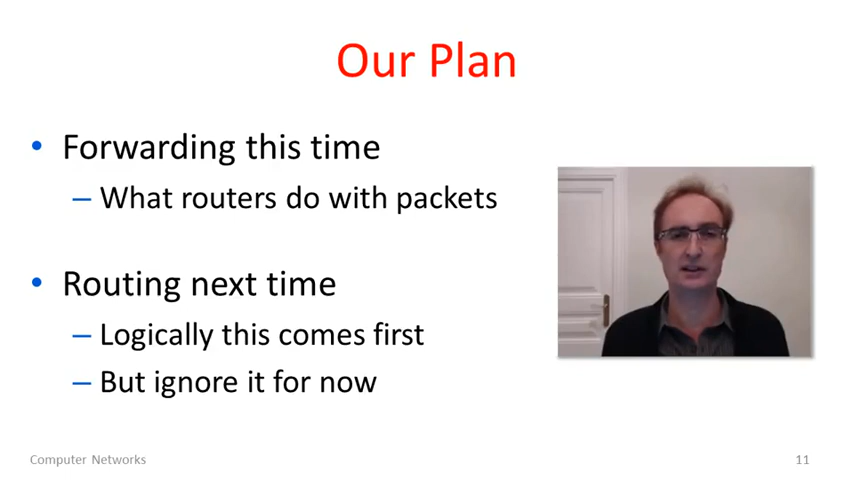 Our Plan
• Forwarding this time
– What routers do with packets
• Routing next time
– Logically this comes first
– But ignore it for now
Computer Networks
11